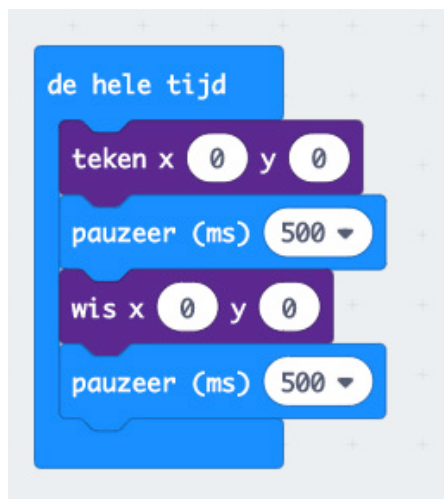 de hele tijd
teken x 0 y 0
pauzeer (ms) 500
wis x 0 y 0
pauzeer (ms) 500